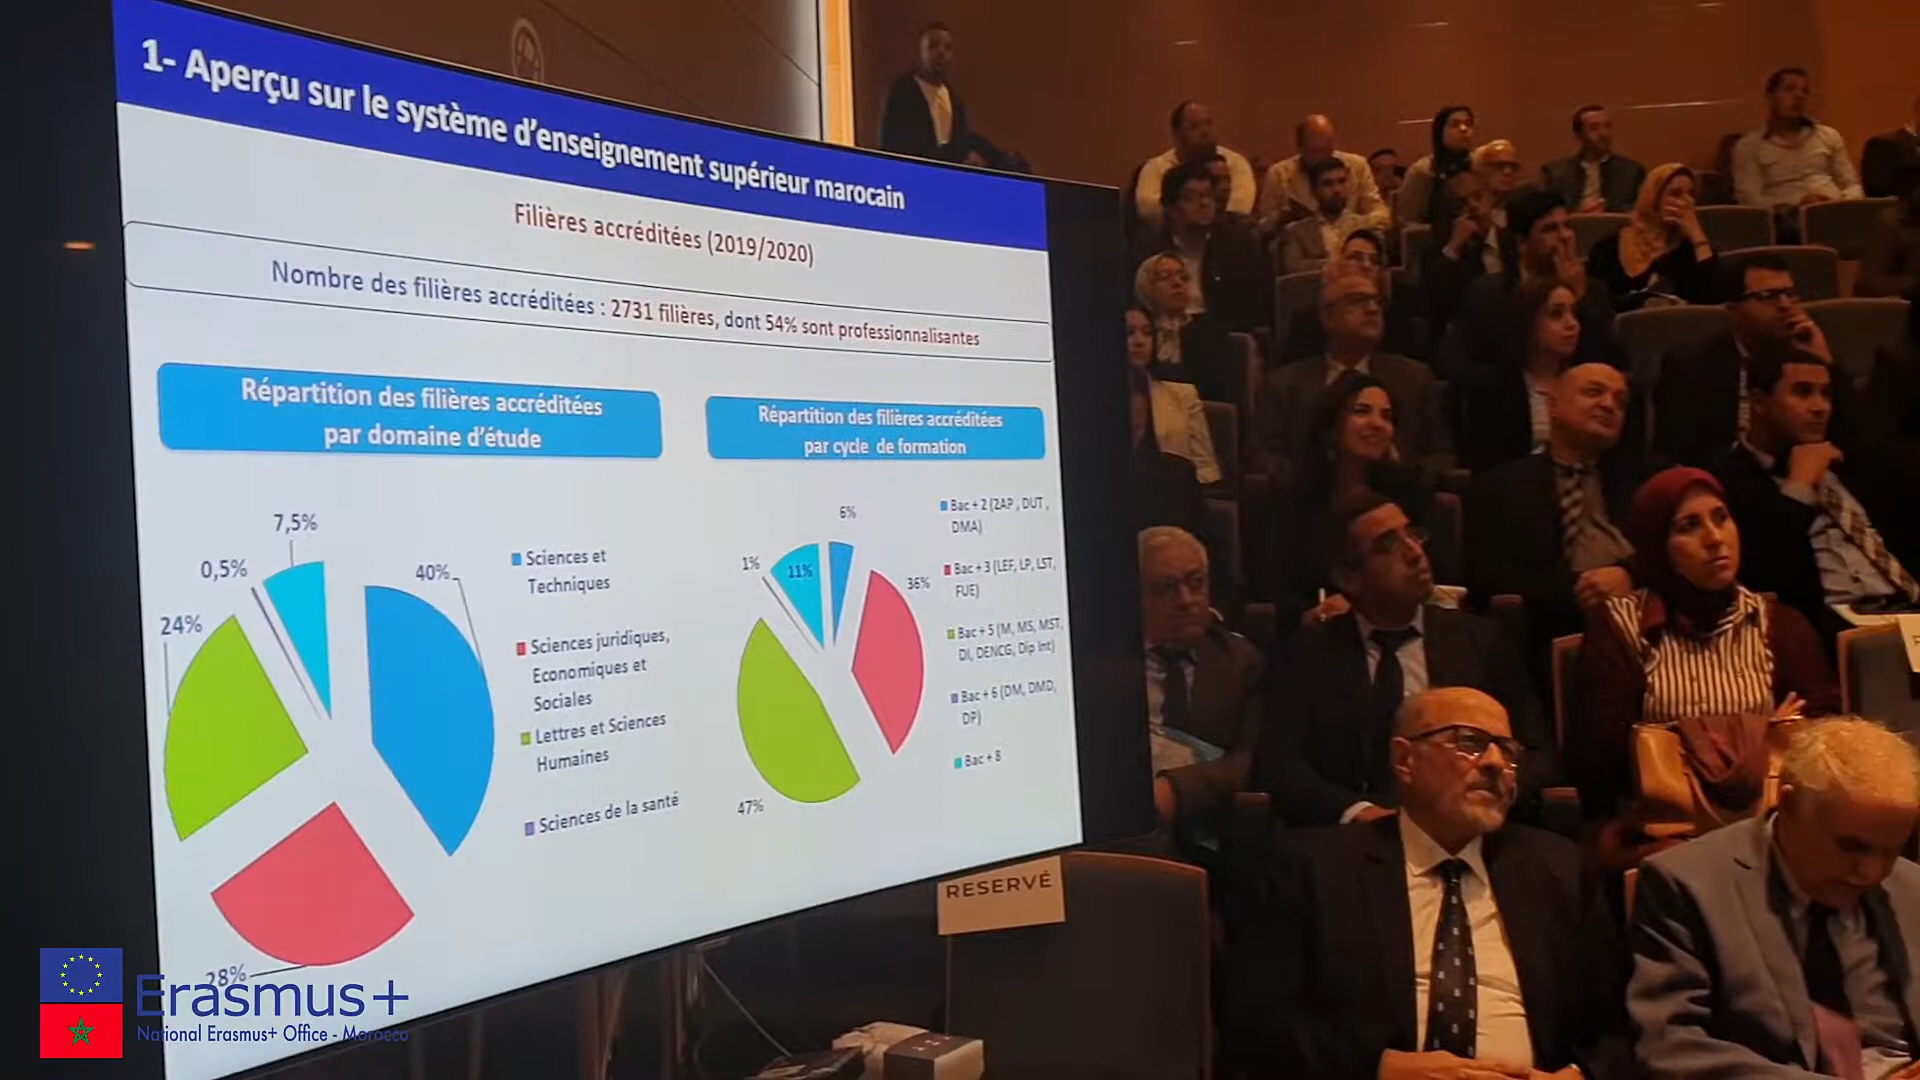 1- Aperçu sur le système d'enseignement supérieur marocain
Filières accréditées (2019/2020)
Nombre des filières accréditées : 2731 filières, dont 54% sont professionnalisantes
Répartition des filières accréditées
par domaine d'étude
7,5%
0,5%
40%
24%
28%
Sciences et
Techniques
Sciences juridiques,
Economiques et
Sociales
Lettres et Sciences
Humaines
Sciences de la santé
Répartition des filières accréditées
par cycle de formation
6%
1%
11%
36%
47%
Bac + 2 (2AP , DUT ,
DMA)
Bac + 3 (LEF, LP, LST,
FUE)
Bac + 5 (M, MS, MST,
DI, DENCG, Dip Int)
Bac + 6 (DM, DMD,
DP)
Bac + 8
RESERVÉ
Erasmus+
National Erasmus+ Office - Morocco